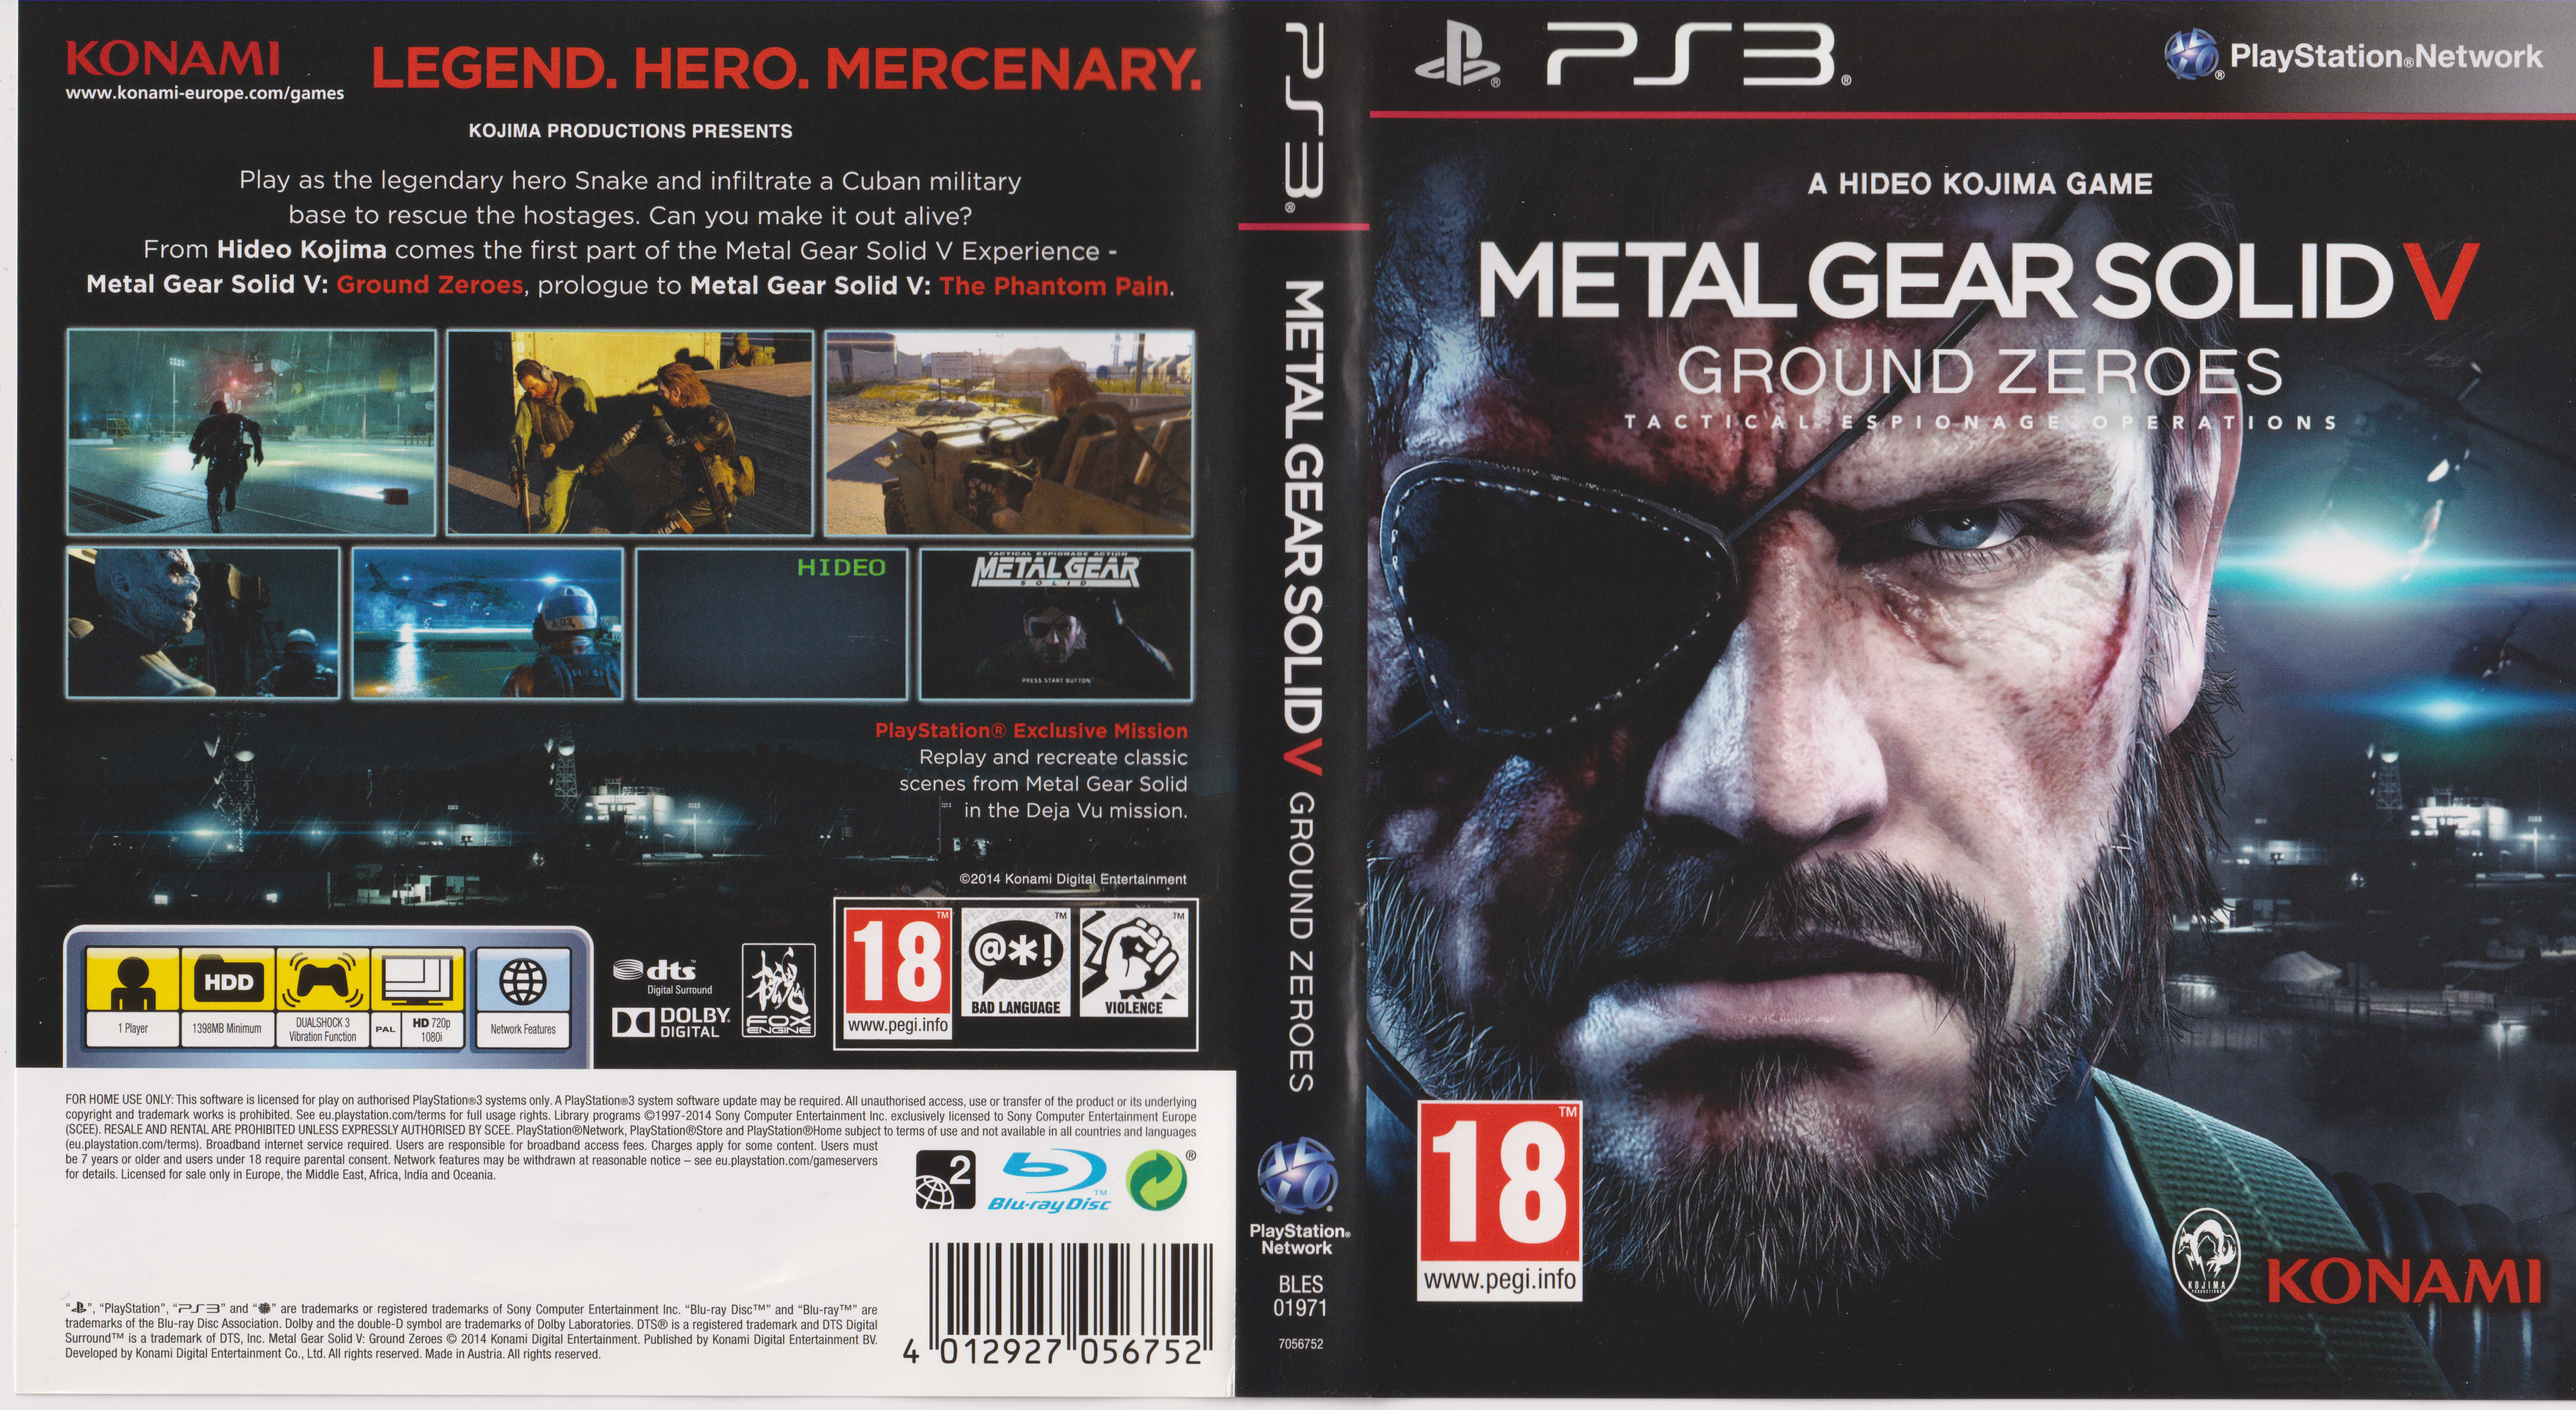 KONAMI
www.konami-europe.com/games
LEGEND. HERO. MERCENARY.
KOJIMA PRODUCTIONS PRESENTS
Play as the legendary hero Snake and infiltrate a Cuban military
base to rescue the hostages. Can you make it out alive?
From Hideo Kojima comes the first part of the Metal Gear Solid V Experience -
Metal Gear Solid V: Ground Zeroes, prologue to Metal Gear Solid V: The Phantom Pain.
HIDEO
TACTICAL ESPIONAGE ACTION
METAL GEAR
SOLID
PRESS START BUTTON
PlayStation® Exclusive Mission
Replay and recreate classic
scenes from Metal Gear Solid
in the Deja Vu mission.
©2014 Konami Digital Entertainment
1 Player
HDD
1398MB Minimum
DUALSHOCK 3
Vibration Function
PAL
HD 720p
1080i
Network Features
dts™
Digital Surround
DOLBY®
DIGITAL
FOX
ENGINE
18™
www.pegi.info
@*!™
BAD LANGUAGE
™
VIOLENCE
FOR HOME USE ONLY: This software is licensed for play on authorised PlayStation®3 systems only. A PlayStation®3 system software update may be required. All unauthorised access, use or transfer of the product or its underlying
copyright and trademark works is prohibited. See eu.playstation.com/terms for full usage rights. Library programs ©1997-2014 Sony Computer Entertainment Inc. exclusively licensed to Sony Computer Entertainment Europe
(SCEE). RESALE AND RENTAL ARE PROHIBITED UNLESS EXPRESSLY AUTHORISED BY SCEE. PlayStation®Network, PlayStation®Store and PlayStation®Home subject to terms of use and not available in all countries and languages
(eu.playstation.com/terms). Broadband internet service required. Users are responsible for broadband access fees. Charges apply for some content. Users must
be 7 years or older and users under 18 require parental consent. Network features may be withdrawn at reasonable notice – see eu.playstation.com/gameservers
for details. Licensed for sale only in Europe, the Middle East, Africa, India and Oceania.
2
Blu-ray Disc™
®
"", "PlayStation", "PS3" and "" are trademarks or registered trademarks of Sony Computer Entertainment Inc. "Blu-ray Disc™" and "Blu-ray™" are
trademarks of the Blu-ray Disc Association. Dolby and the double-D symbol are trademarks of Dolby Laboratories. DTS® is a registered trademark and DTS Digital
Surround™ is a trademark of DTS, Inc. Metal Gear Solid V: Ground Zeroes © 2014 Konami Digital Entertainment. Published by Konami Digital Entertainment BV.
Developed by Konami Digital Entertainment Co., Ltd. All rights reserved. Made in Austria. All rights reserved.
4 012927 056752
PS3®
METAL GEAR SOLID V GROUND ZEROES
PlayStation®
Network
BLES
01971
7056752
PS3®
PlayStation®Network
A HIDEO KOJIMA GAME
METAL GEAR SOLID V
GROUND ZEROES
TACTICAL ESPIONAGE OPERATIONS
18™
www.pegi.info
KOJIMA
PRODUCTIONS
KONAMI